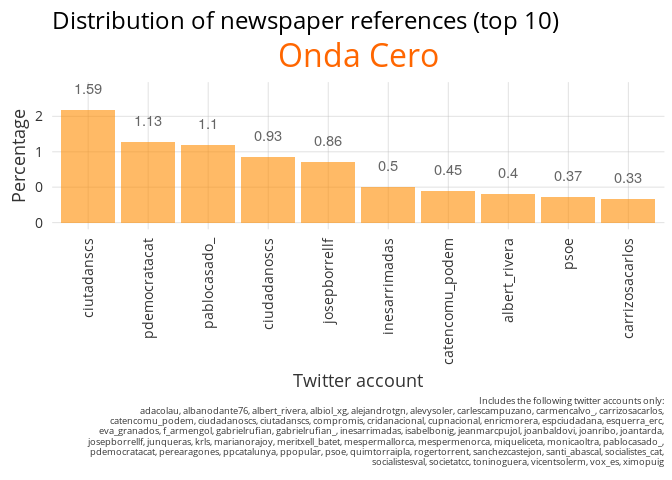 Distribution of newspaper references (top 10)
Onda Cero
Percentage
2
1
0
0
1.59
1.13
1.1
0.93
0.86
0.5
0.45
0.4
0.37
0.33
ciutadanscs
pdemocratacat
pablocasado_
ciudadanoscs
josepborrellf
inesarrimadas
catencomu_podem
albert_rivera
psoe
carrizosacarlos
Twitter account
Includes the following twitter accounts only:
adacolau, albanodante76, albert_rivera, albiol_xg, alejandrotgn, alevysoler, carlescampuzano, carmencalvo_, carrizosacarlos,
catencomu_podem, ciudadanoscs, ciutadanscs, compromis, cridanacional, cupnacional, enricmorera, espciudadana, esquerra_erc,
eva_granados, f_armengol, gabrielrufian, gabrielrufian_, inesarrimadas, isabelbonig, jeanmarcpujol, joanbaldovi, joanribo, joantarda,
josepborrellf, junqueras, krls, marianorajoy, meritxell_batet, mespermallorca, mespermenorca, miqueliceta, monicaoltra, pablocasado_,
pdemocratacat, perearagones, ppcatalunya, ppopular, psoe, quimtorraipla, rogertorrent, sanchezcastejon, santi_abascal, socialistes_cat,
socialistesval, societatcc, toninoguera, vicentsolerm, vox_es, ximopuig